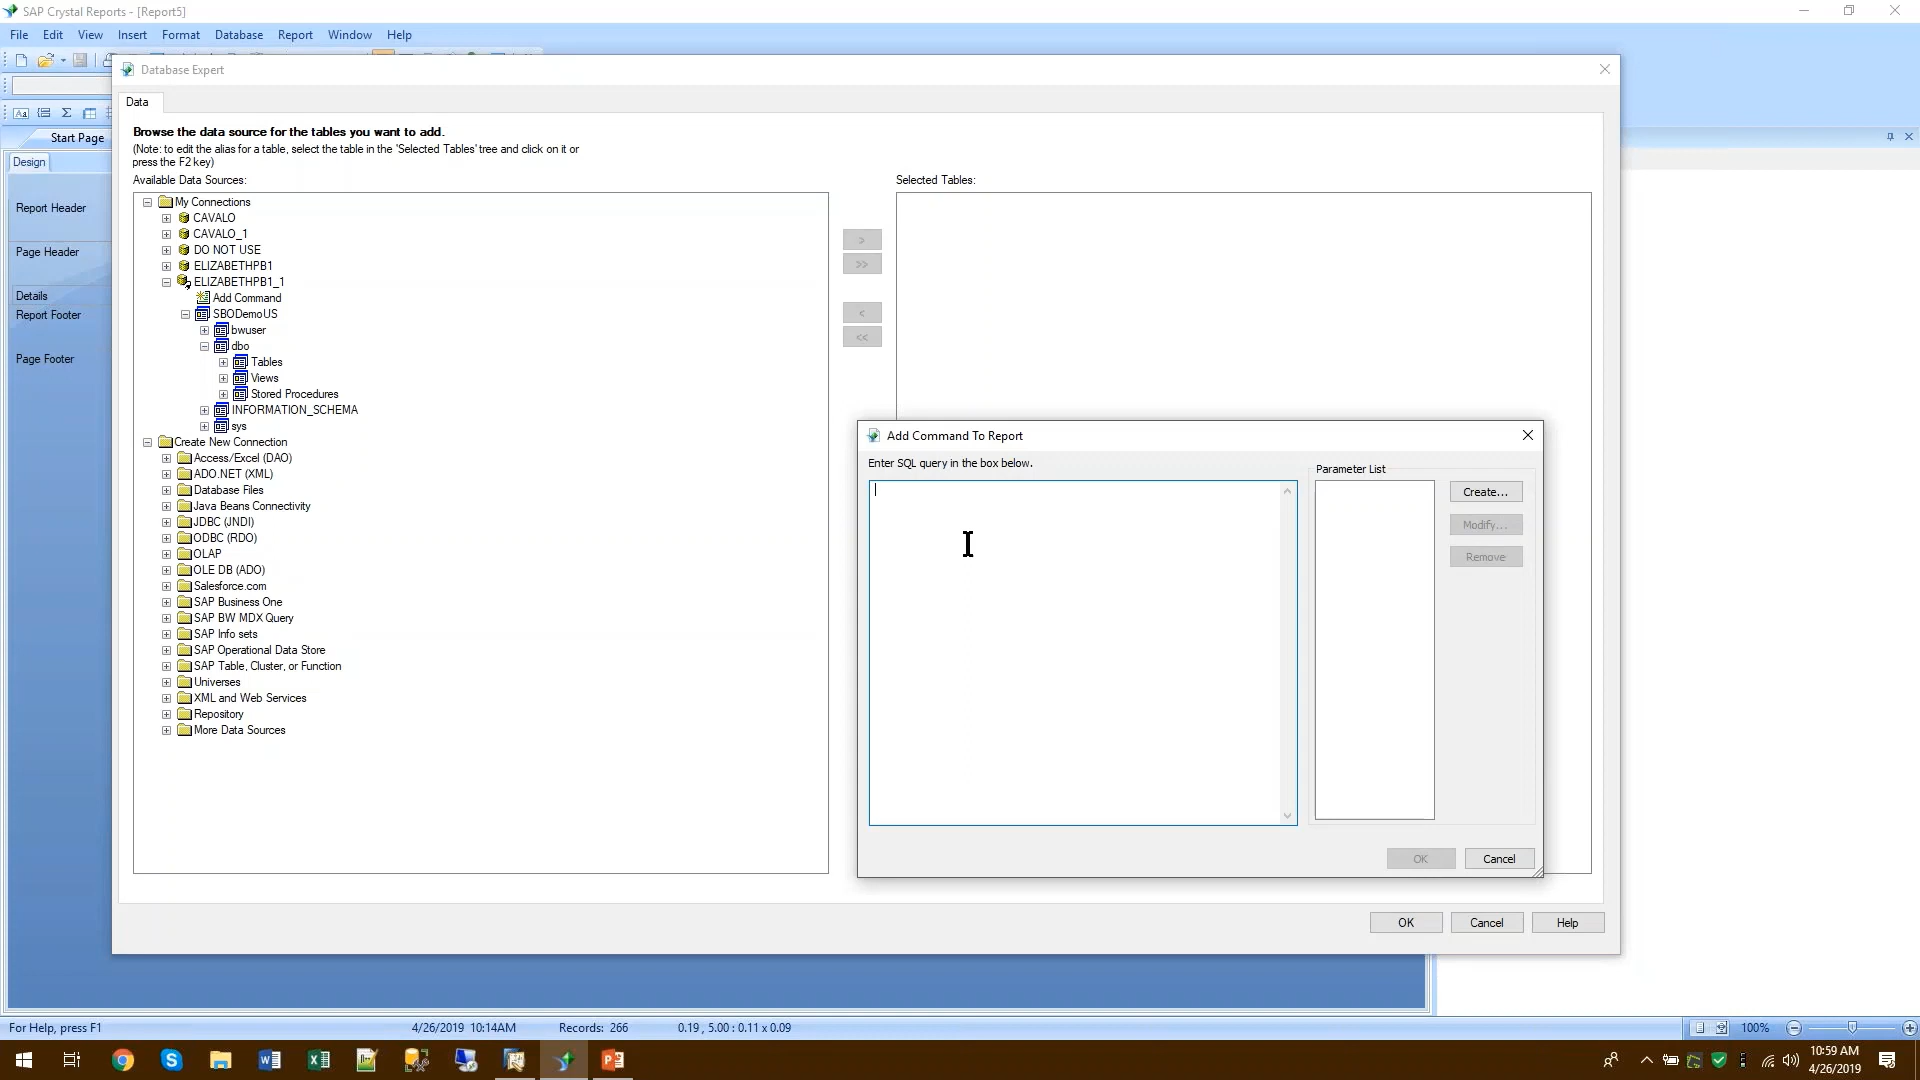 SAP Crystal Reports - [Report5]
File Edit View Insert Format Database Report Window Help
Database Expert
Data
Start Page
Design
Browse the data source for the tables you want to add.
(Note: to edit the alias for a table, select the table in the 'Selected Tables' tree and click on it or
press the F2 key)
Available Data Sources:
Selected Tables:
Report Header
Page Header
Details
Report Footer
Page Footer
My Connections
CAVALO
CAVALO_1
DO NOT USE
ELIZABETHPB1
ELIZABETHPB1_1
Add Command
SBODemoUS
bwuser
dbo
Tables
Views
Stored Procedures
INFORMATION_SCHEMA
sys
Create New Connection
Access/Excel (DAO)
ADO.NET (XML)
Database Files
Java Beans Connectivity
JDBC (JNDI)
ODBC (RDO)
OLAP
OLE DB (ADO)
Salesforce.com
SAP Business One
SAP BW MDX Query
SAP Info sets
SAP Operational Data Store
SAP Table, Cluster, or Function
Universes
XML and Web Services
Repository
More Data Sources
>
>>
<
<<
Add Command To Report
Enter SQL query in the box below.
Parameter List
Create...
Modify...
Remove
OK Cancel
OK Cancel Help
For Help, press F1 4/26/2019 10:14AM Records: 266 0.19 , 5.00 : 0.11 x 0.09 100%
10:59 AM
4/26/2019